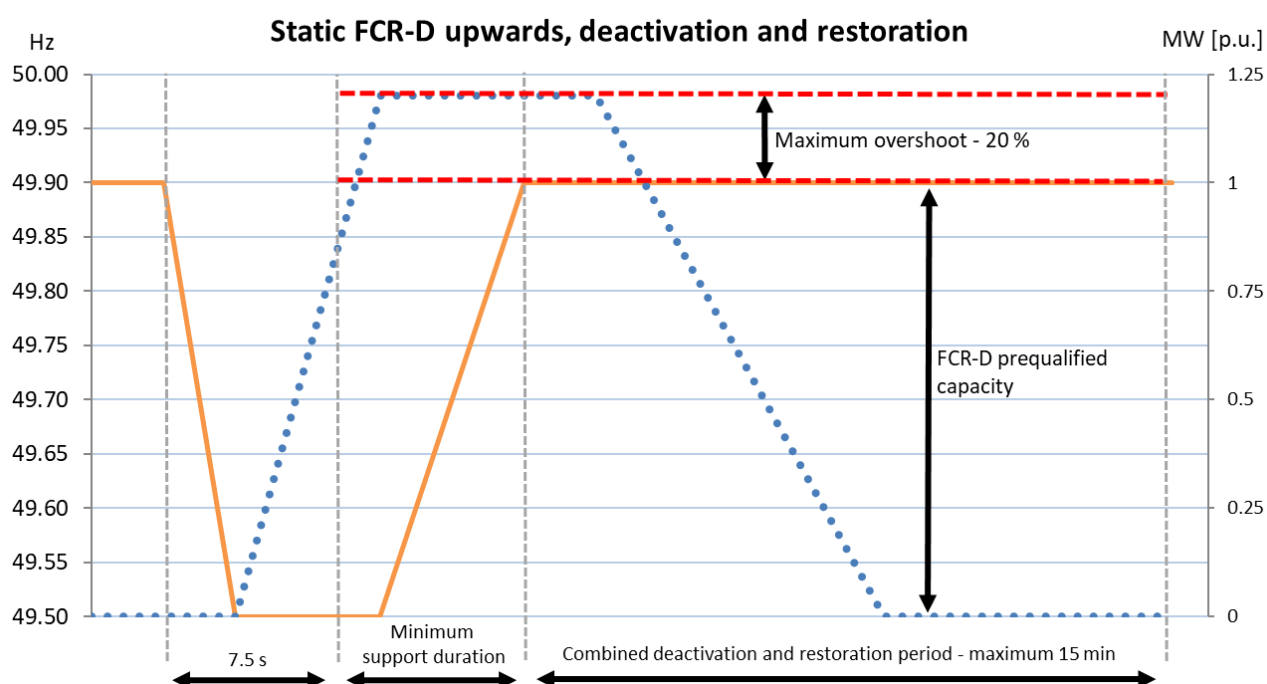 Static FCR-D upwards, deactivation and restoration
Hz
MW [p.u.]
50.00
49.95
49.90
49.85
49.80
49.75
49.70
49.65
49.60
49.55
49.50
1.25
1
0.75
0.5
0.25
0
Maximum overshoot - 20 %
FCR-D prequalified
capacity
7.5 s
Minimum
support duration
Combined deactivation and restoration period - maximum 15 min